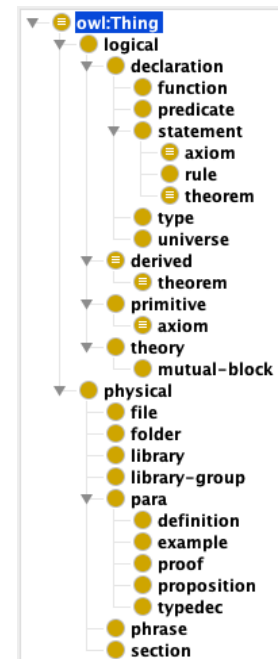 owl:Thing
logical
declaration
function
predicate
statement
axiom
rule
theorem
type
universe
derived
theorem
primitive
axiom
theory
mutual-block
physical
file
folder
library
library-group
para
definition
example
proof
proposition
typedec
phrase
section